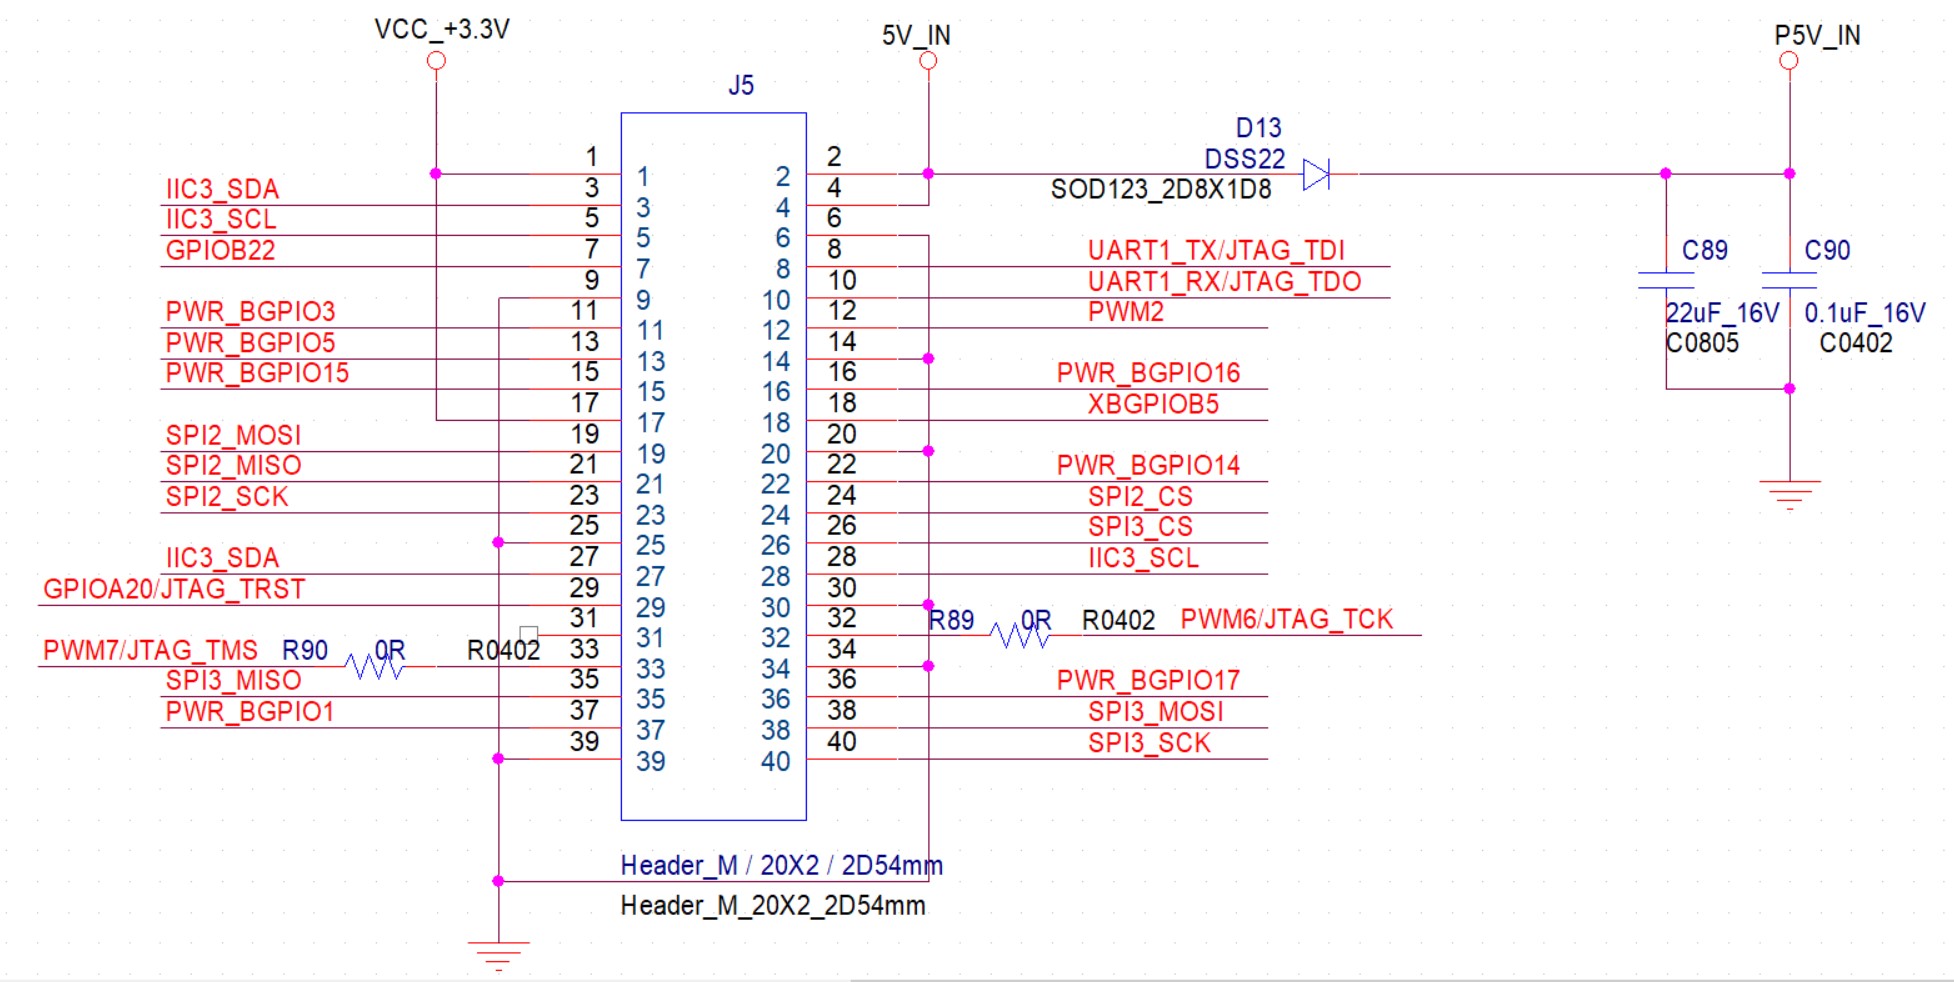 VCC_+3.3V
5V_IN
P5V_IN
J5
D13
DSS22
SOD123_2D8X1D8
1 1 2 2
IIC3_SDA 3 3 4 4
IIC3_SCL 5 5 6 6
GPIOB22 7 7 8 8 UART1_TX/JTAG_TDI
9 9 10 10 UART1_RX/JTAG_TDO
PWR_BGPIO3 11 11 12 12 PWM2
PWR_BGPIO5 13 13 14 14
PWR_BGPIO15 15 15 16 16 PWR_BGPIO16
17 17 18 18 XBGPIOB5
SPI2_MOSI 19 19 20 20
SPI2_MISO 21 21 22 22 PWR_BGPIO14
SPI2_SCK 23 23 24 24 SPI2_CS
25 25 26 26 SPI3_CS
IIC3_SDA 27 27 28 28 IIC3_SCL
GPIOA20/JTAG_TRST 29 29 30 30
31 31 32 32 R89 0R R0402 PWM6/JTAG_TCK
PWM7/JTAG_TMS R90 0R R0402 33 33 34 34
SPI3_MISO 35 35 36 36 PWR_BGPIO17
PWR_BGPIO1 37 37 38 38 SPI3_MOSI
39 39 40 40 SPI3_SCK
C89
22uF_16V
C0805
C90
0.1uF_16V
C0402
Header_M / 20X2 / 2D54mm
Header_M_20X2_2D54mm